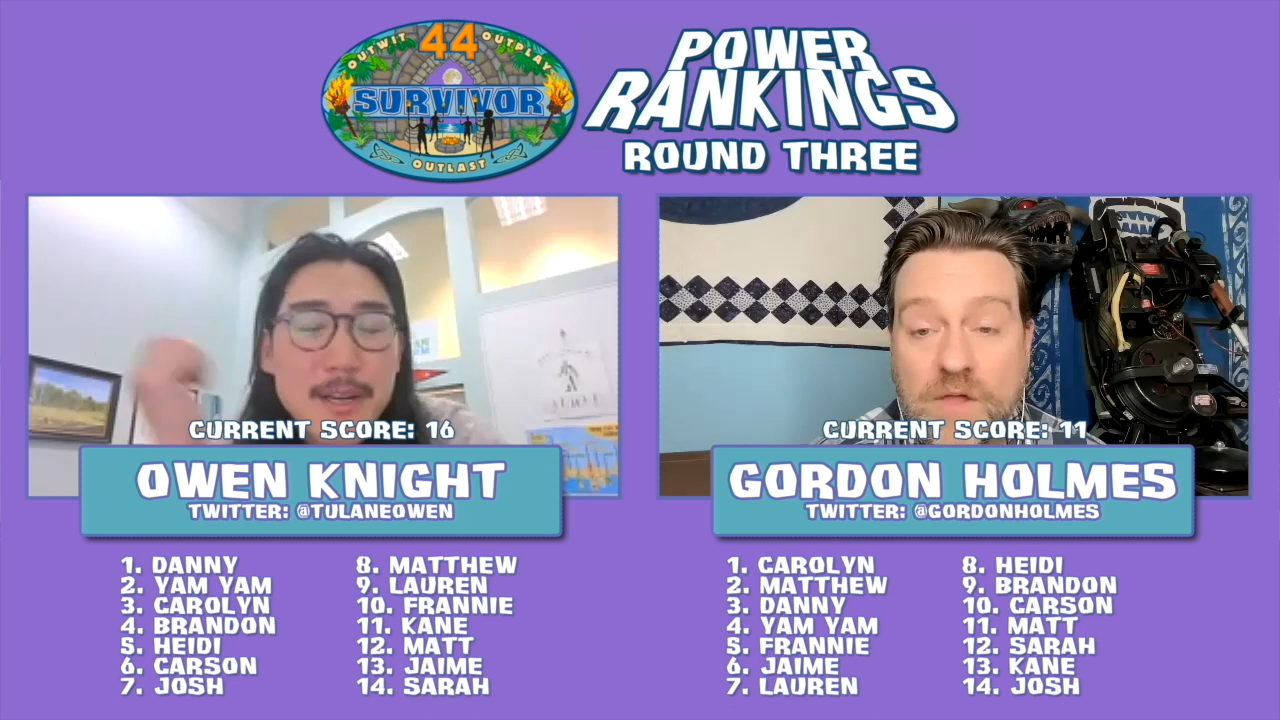 OUTWIT 44 OUTPLAY
SURVIVOR
OUTLAST
POWER
RANKINGS
ROUND THREE
CURRENT SCORE: 16
OWEN KNIGHT
TWITTER: @TULANEOWEN
1. DANNY
2. YAM YAM
3. CAROLYN
4. BRANDON
5. HEIDI
6. CARSON
7. JOSH
8. MATTHEW
9. LAUREN
10. FRANNIE
11. KANE
12. MATT
13. JAIME
14. SARAH
CURRENT SCORE: 11
GORDON HOLMES
TWITTER: @GORDONHOLMES
1. CAROLYN
2. MATTHEW
3. DANNY
4. YAM YAM
5. FRANNIE
6. JAIME
7. LAUREN
8. HEIDI
9. BRANDON
10. CARSON
11. MATT
12. SARAH
13. KANE
14. JOSH